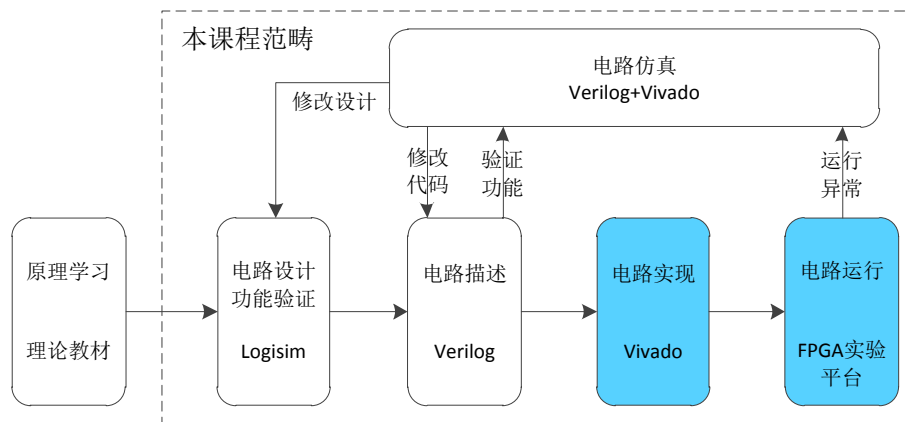 本课程范畴
电路仿真
Verilog+Vivado
修改设计
修改
代码
验证
功能
运行
异常
原理学习
理论教材
电路设计
功能验证
Logisim
电路描述
Verilog
电路实现
Vivado
电路运行
FPGA实验
平台